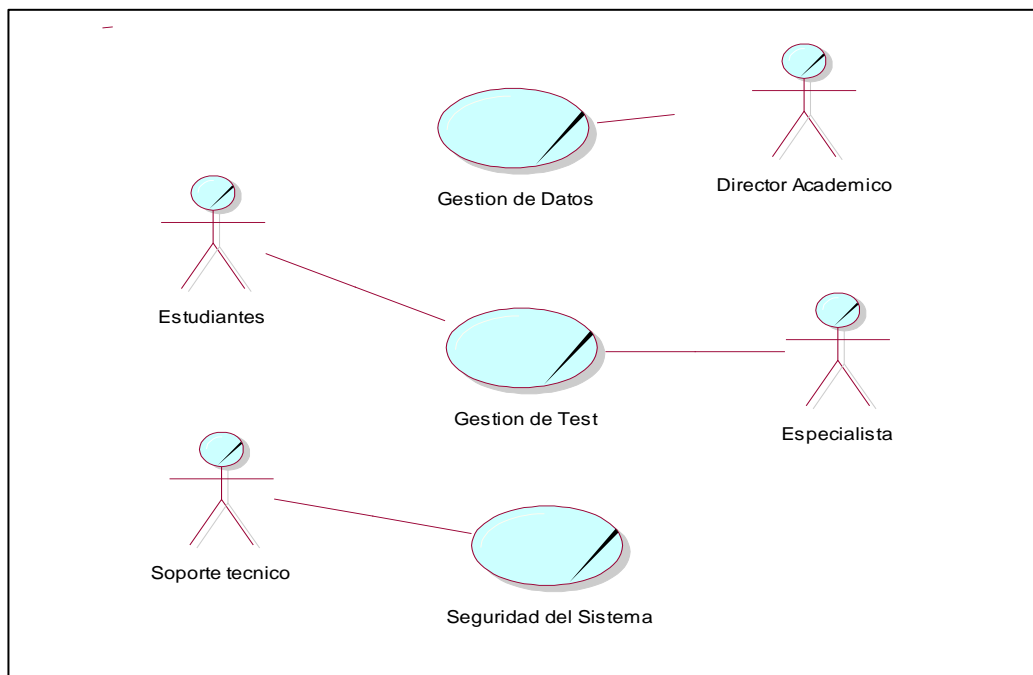 Director Academico
Gestion de Datos
Estudiantes
Gestion de Test
Especialista
Soporte tecnico
Seguridad del Sistema